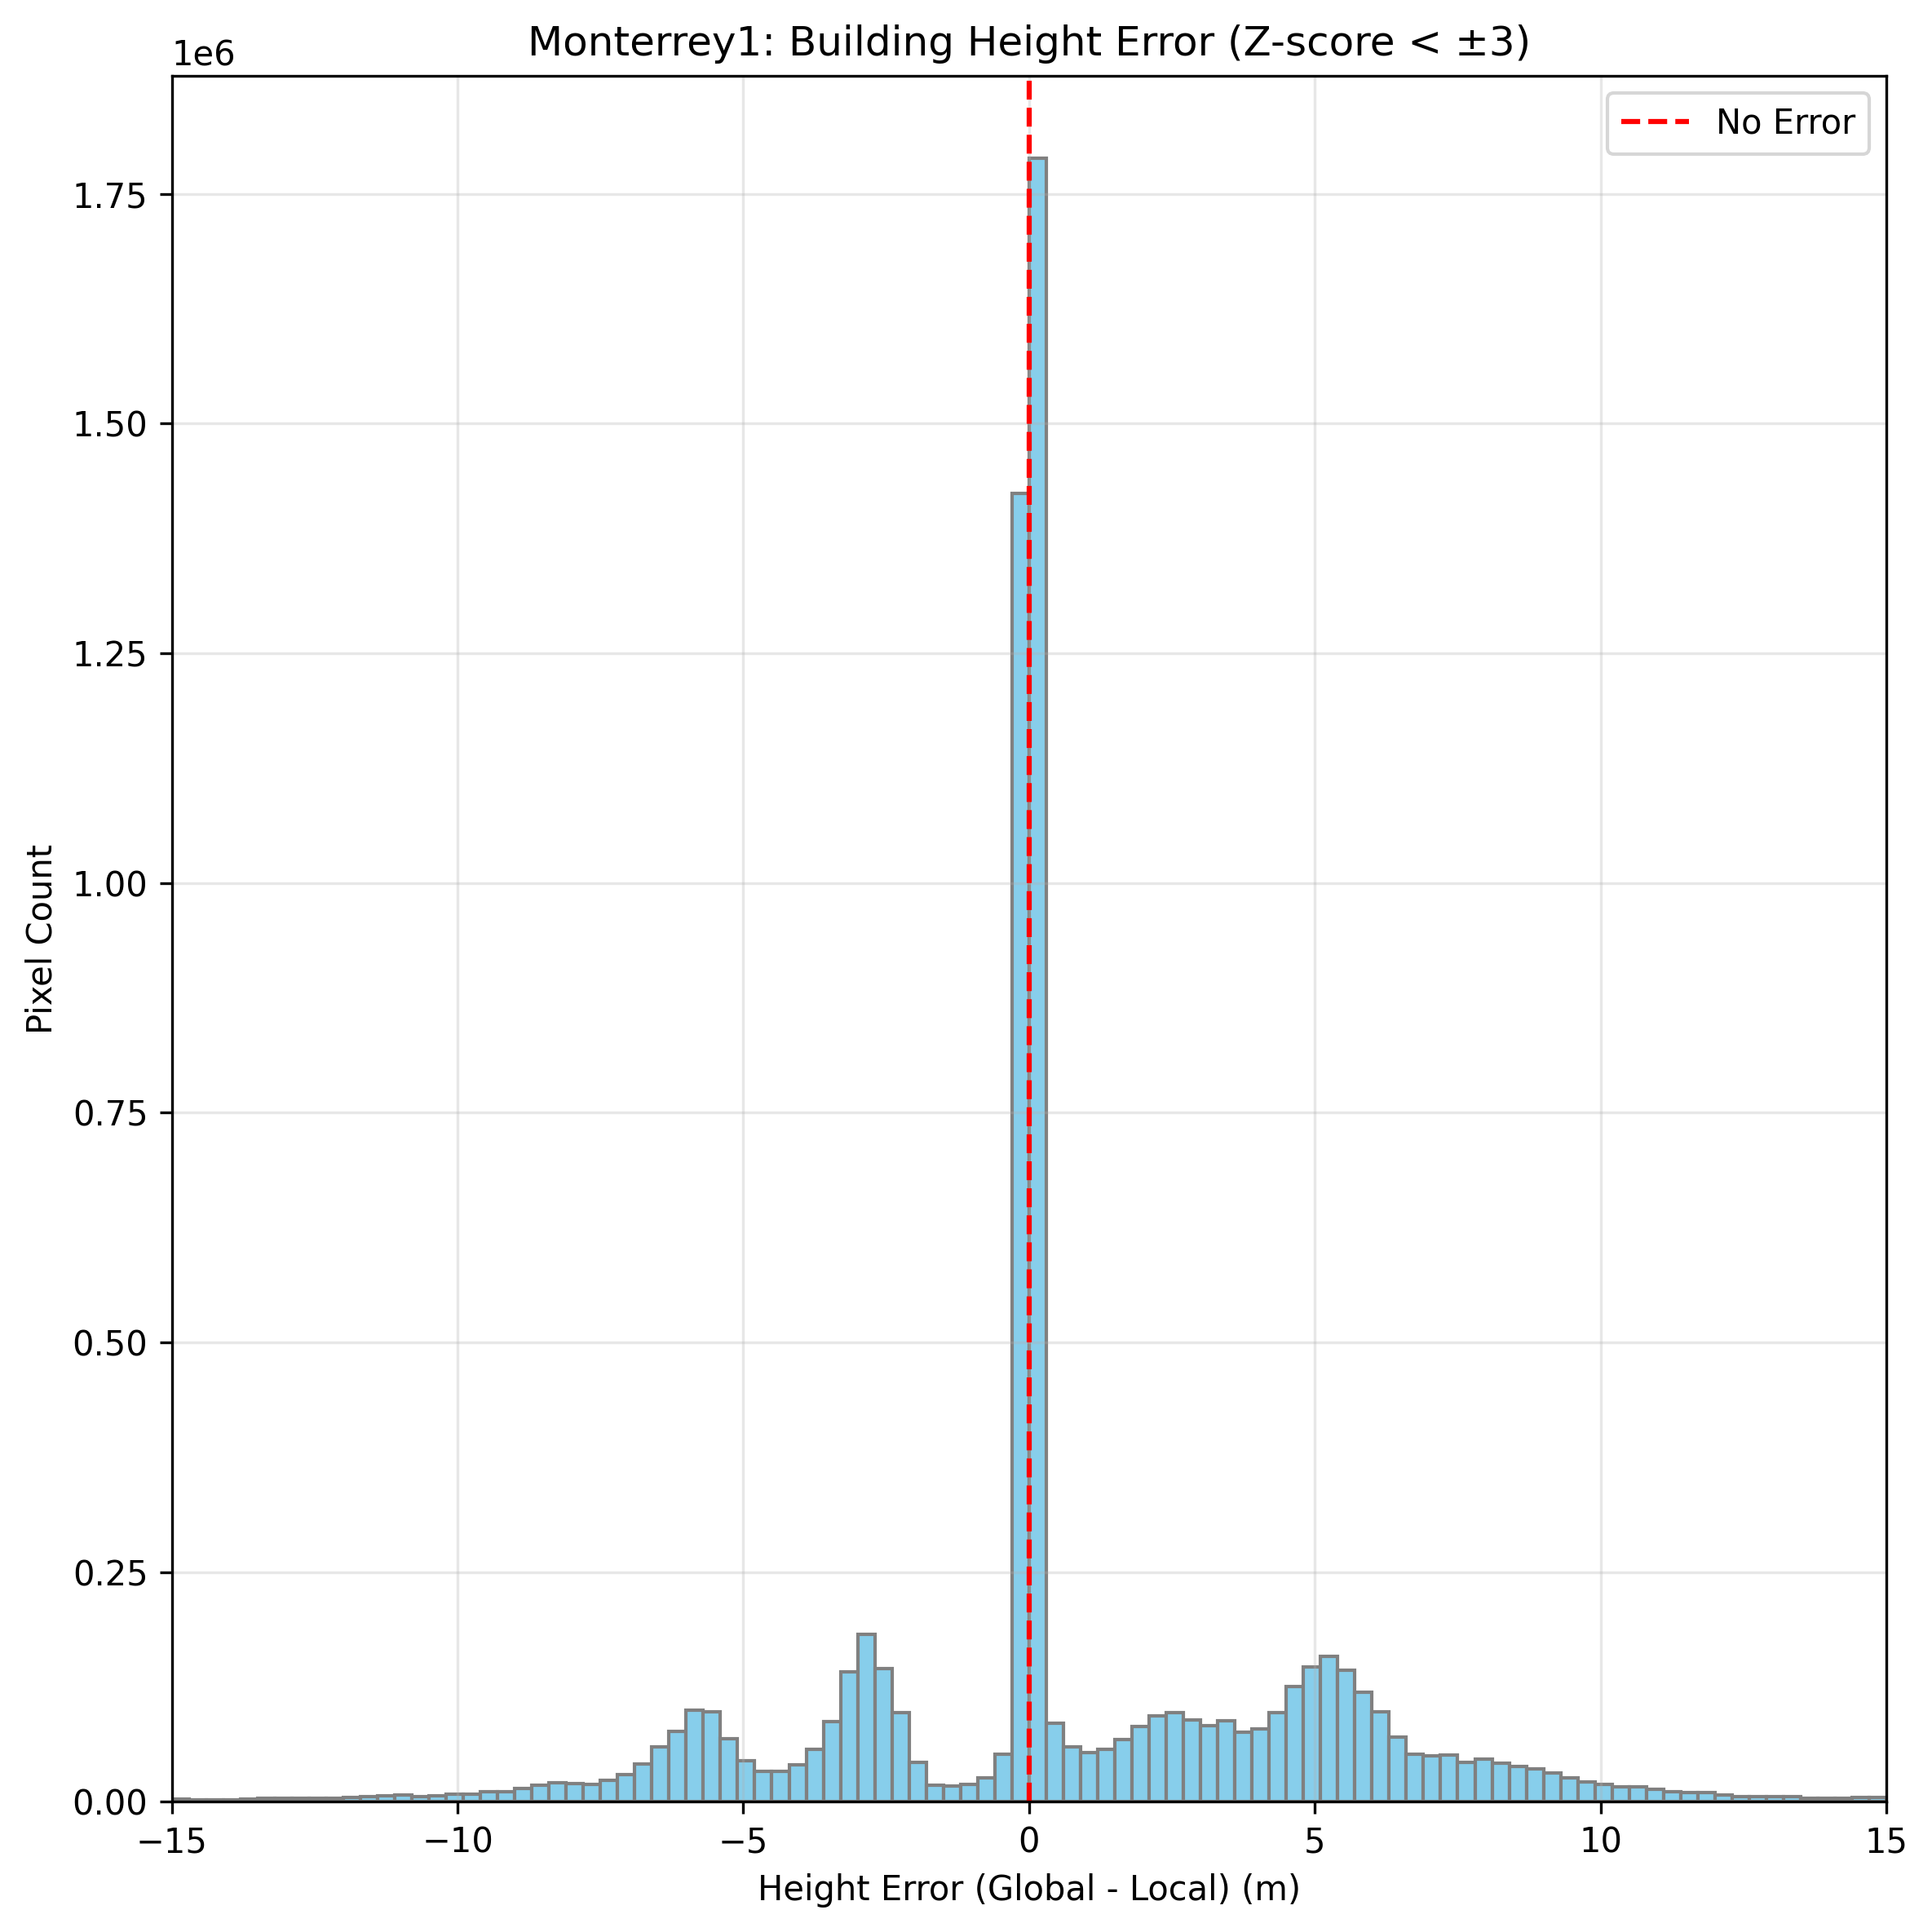 Monterrey1: Building Height Error (Z-score < ±3)
1e6
No Error
1.75
1.50
1.25
1.00
0.75
0.50
0.25
0.00
Pixel Count
−15 −10 −5 0 5 10 15
Height Error (Global - Local) (m)